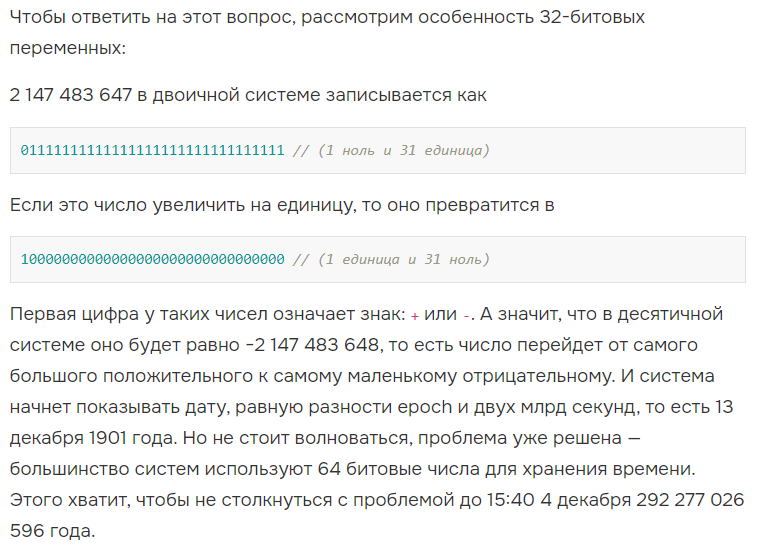 Чтобы ответить на этот вопрос, рассмотрим особенность 32-битовых
переменных:
2 147 483 647 в двоичной системе записывается как
01111111111111111111111111111111 // (1 ноль и 31 единица)
Если это число увеличить на единицу, то оно превратится в
10000000000000000000000000000000 // (1 единица и 31 ноль)
Первая цифра у таких чисел означает знак: + или -. А значит, что в десятичной
системе оно будет равно −2 147 483 648, то есть число перейдет от самого
большого положительного к самому маленькому отрицательному. И система
начнет показывать дату, равную разности epoch и двух млрд секунд, то есть 13
декабря 1901 года. Но не стоит волноваться, проблема уже решена —
большинство систем используют 64 битовые числа для хранения времени.
Этого хватит, чтобы не столкнуться с проблемой до 15:40 4 декабря 292 277 026
596 года.